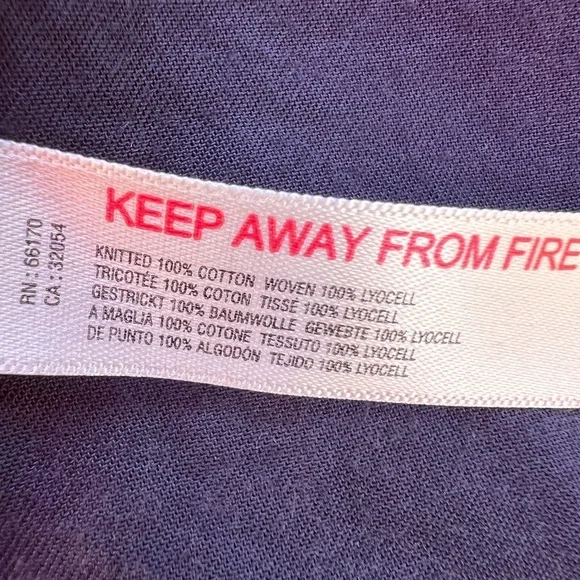 RN : 66170
CA : 32054
KEEP AWAY FROM FIRE
KNITTED 100% COTTON WOVEN 100% LYOCELL
TRICOTÉE 100% COTON TISSÉ 100% LYOCELL
GESTRICKT 100% BAUMWOLLE GEWEBTE 100% LYOCELL
A MAGLIA 100% COTONE TESSUTO 100% LYOCELL
DE PUNTO 100% ALGODÓN TEJIDO 100% LYOCELL